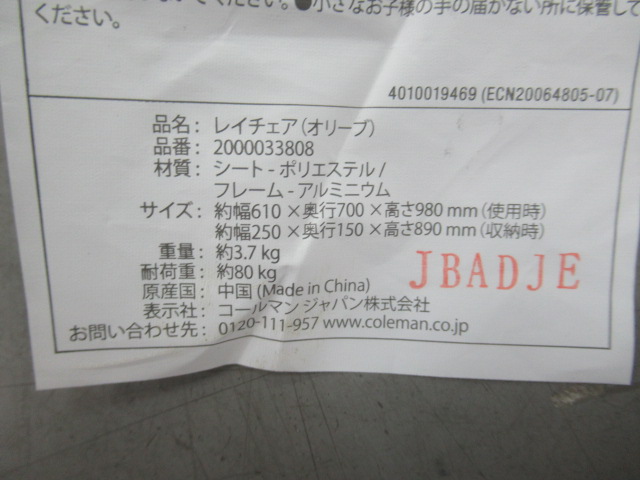 ください。●小さなお子様の手の届かない所に保管して
ください。
4010019469 (ECN20064805-07)
品名： レイチェア（オリーブ）
品番： 2000033808
材質： シート - ポリエステル /
フレーム - アルミニウム
サイズ： 約幅610 × 奥行700 × 高さ980 mm（使用時）
約幅250 × 奥行150 × 高さ890 mm（収納時）
重量： 約3.7 kg
耐荷重： 約80 kg
原産国： 中国 (Made in China)
表示社： コールマン ジャパン株式会社
お問い合わせ先： 0120-111-957 www.coleman.co.jp
JBADJE